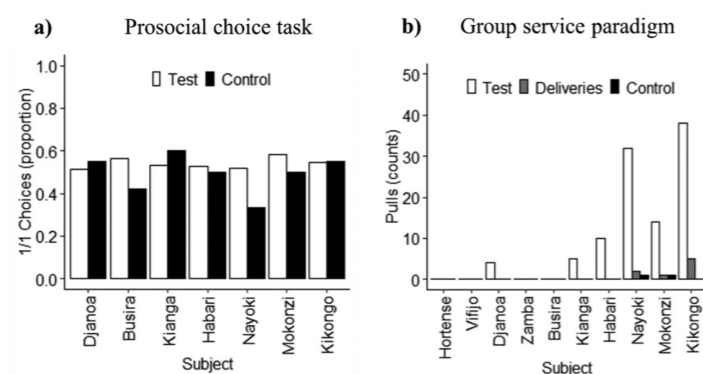 a) Prosocial choice task
1/1 Choices (proportion)
1.0
0.8
0.6
0.4
0.2
0.0
Test Control
Djanoa
Busira
Kianga
Habari
Nayoki
Mokonzi
Kikongo
Subject
b) Group service paradigm
Pulls (counts)
50
40
30
20
10
0
Test Deliveries Control
Hortense
Vifijo
Djanoa
Zamba
Busira
Kianga
Habari
Nayoki
Mokonzi
Kikongo
Subject